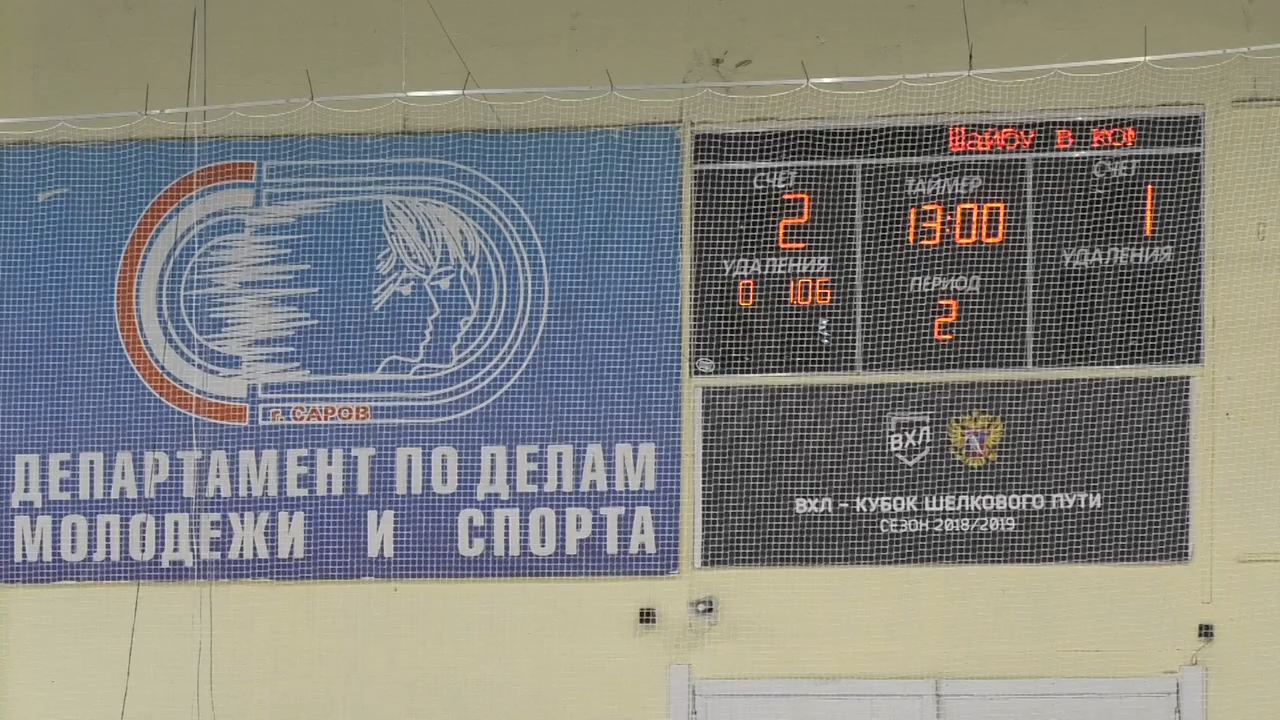 г. САРОВ
ДЕПАРТАМЕНТ ПО ДЕЛАМ
МОЛОДЕЖИ И СПОРТА
Шайбу в
СЧЕТ
2
УДАЛЕНИЯ
0 1.06
ТАЙМЕР
13:00
ПЕРИОД
2
СЧЕТ
1
УДАЛЕНИЯ
ВХЛ
ВХЛ – КУБОК ШЕЛКОВОГО ПУТИ
СЕЗОН 2018/2019